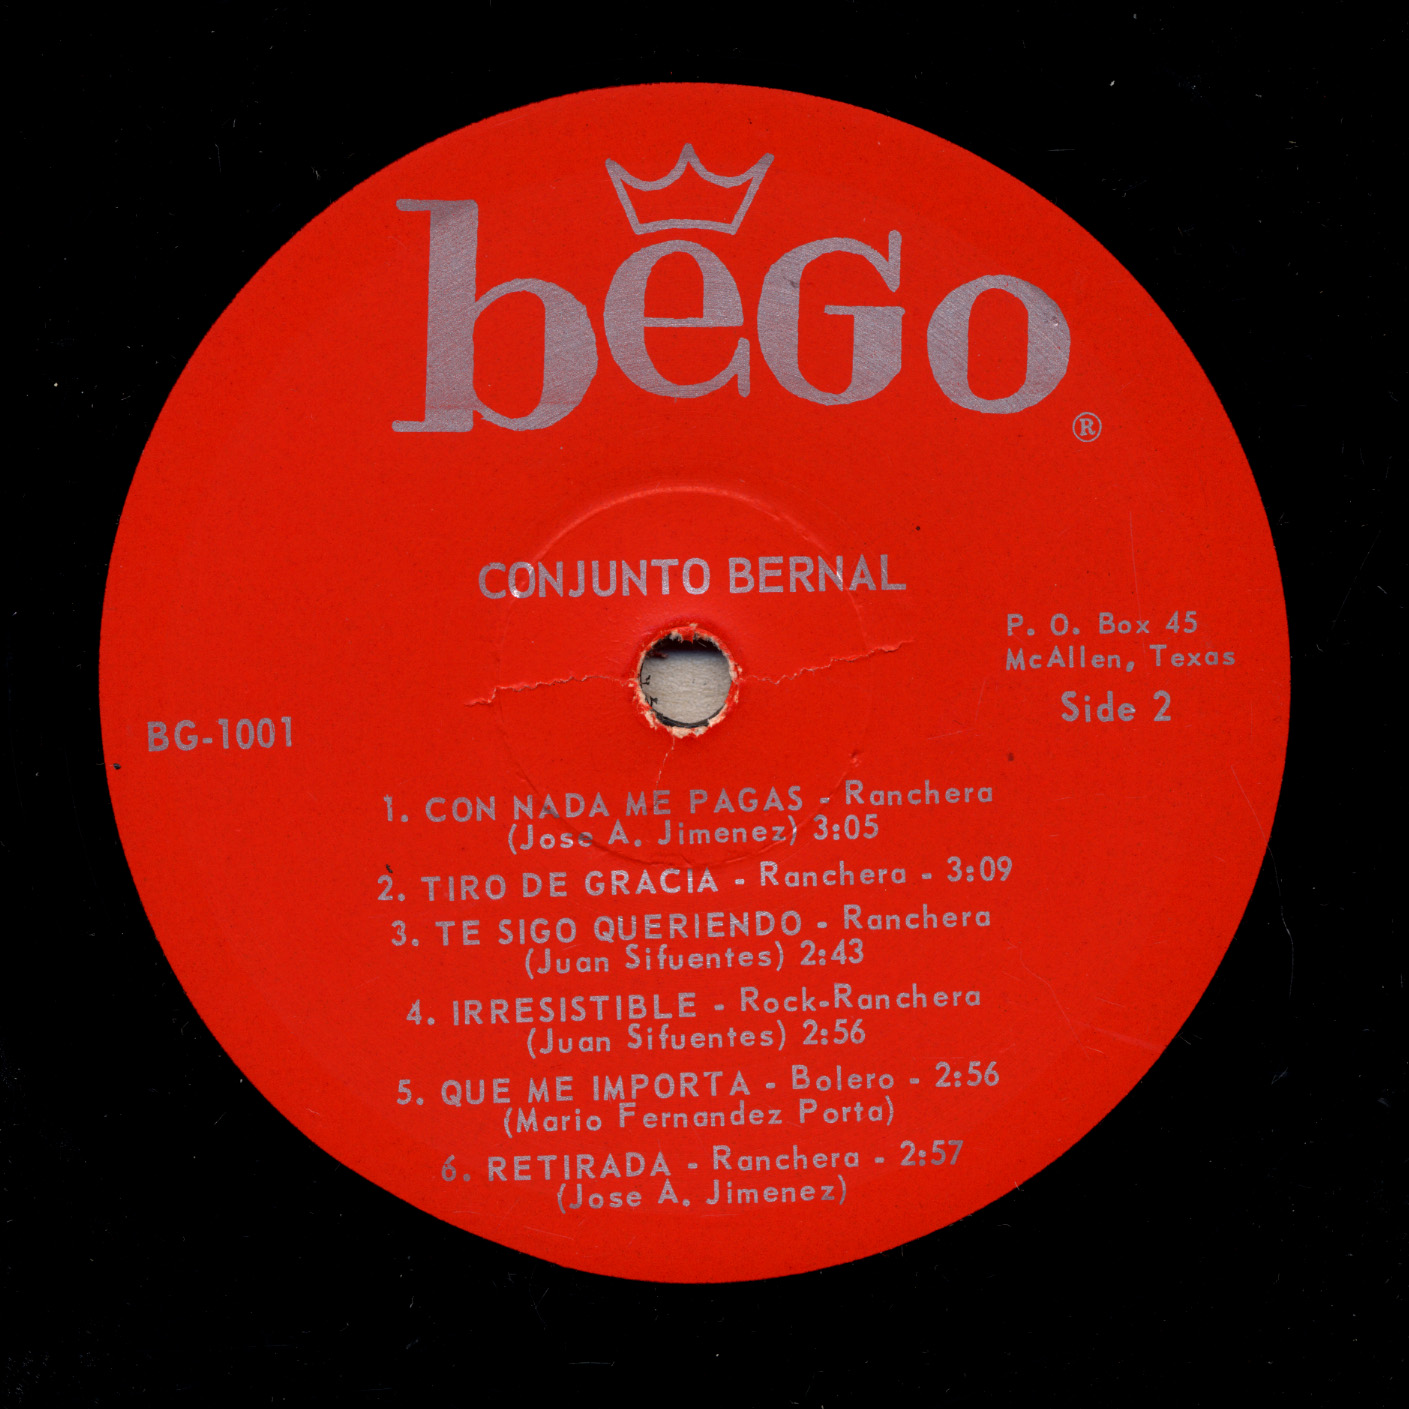 beGo
®
CONJUNTO BERNAL
P. O. Box 45
McAllen, Texas
Side 2
BG-1001
1. CON NADA ME PAGAS - Ranchera
(Jose A. Jimenez) 3:05
2. TIRO DE GRACIA - Ranchera - 3:09
3. TE SIGO QUERIENDO - Ranchera
(Juan Sifuentes) 2:43
4. IRRESISTIBLE - Rock-Ranchera
(Juan Sifuentes) 2:56
5. QUE ME IMPORTA - Bolero - 2:56
(Mario Fernandez Porta)
6. RETIRADA - Ranchera - 2:57
(Jose A. Jimenez)